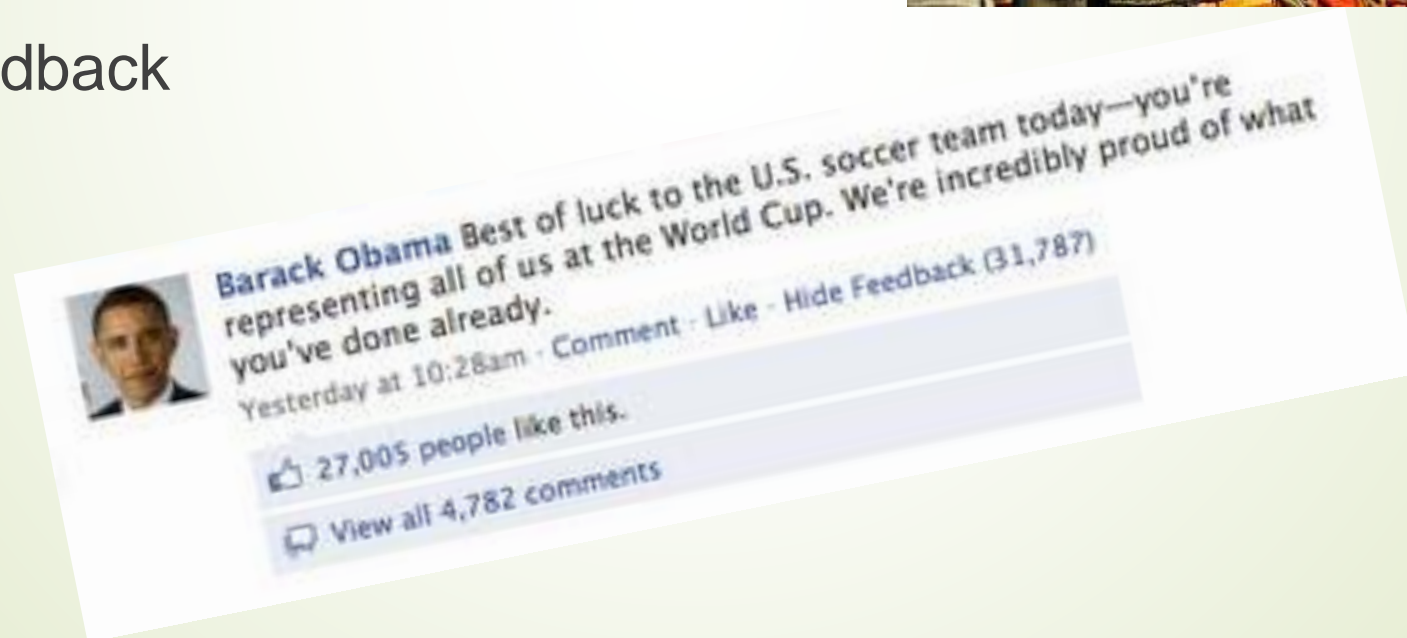 dback
Barack Obama Best of luck to the U.S. soccer team today—you're
representing all of us at the World Cup. We're incredibly proud of what
you've done already.
Yesterday at 10:28am · Comment · Like · Hide Feedback (31,787)
27,005 people like this.
View all 4,782 comments